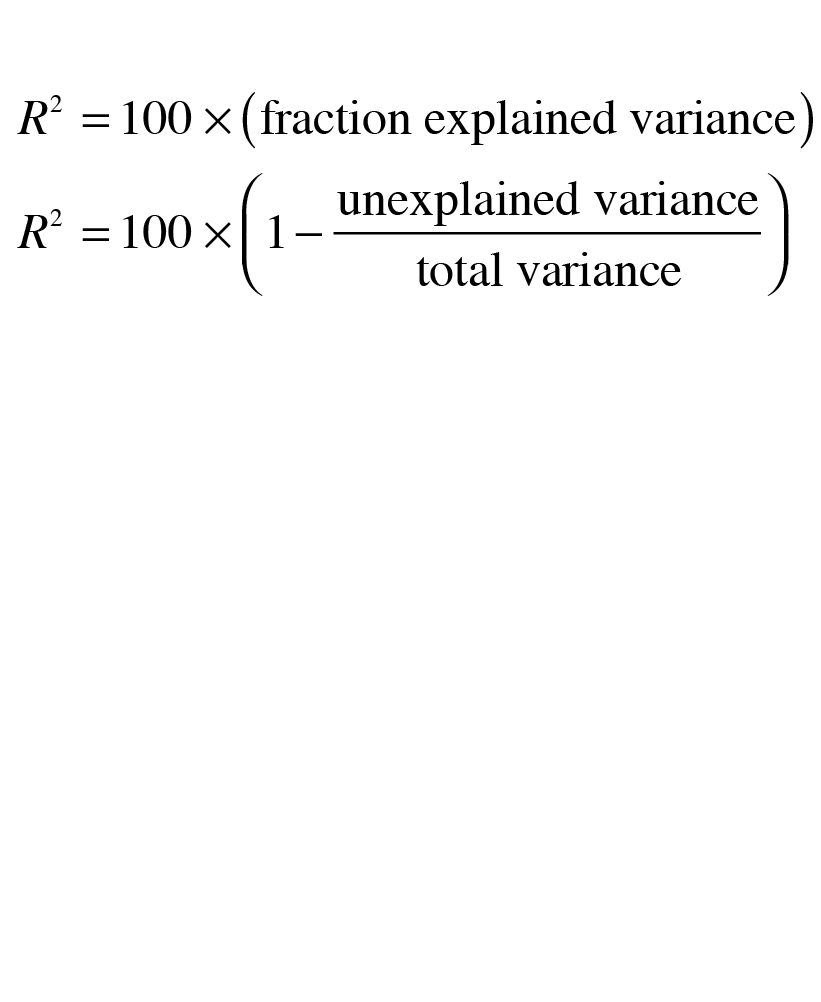 R² = 100 × (fraction explained variance)
R² = 100 × (1 − unexplained variance / total variance)